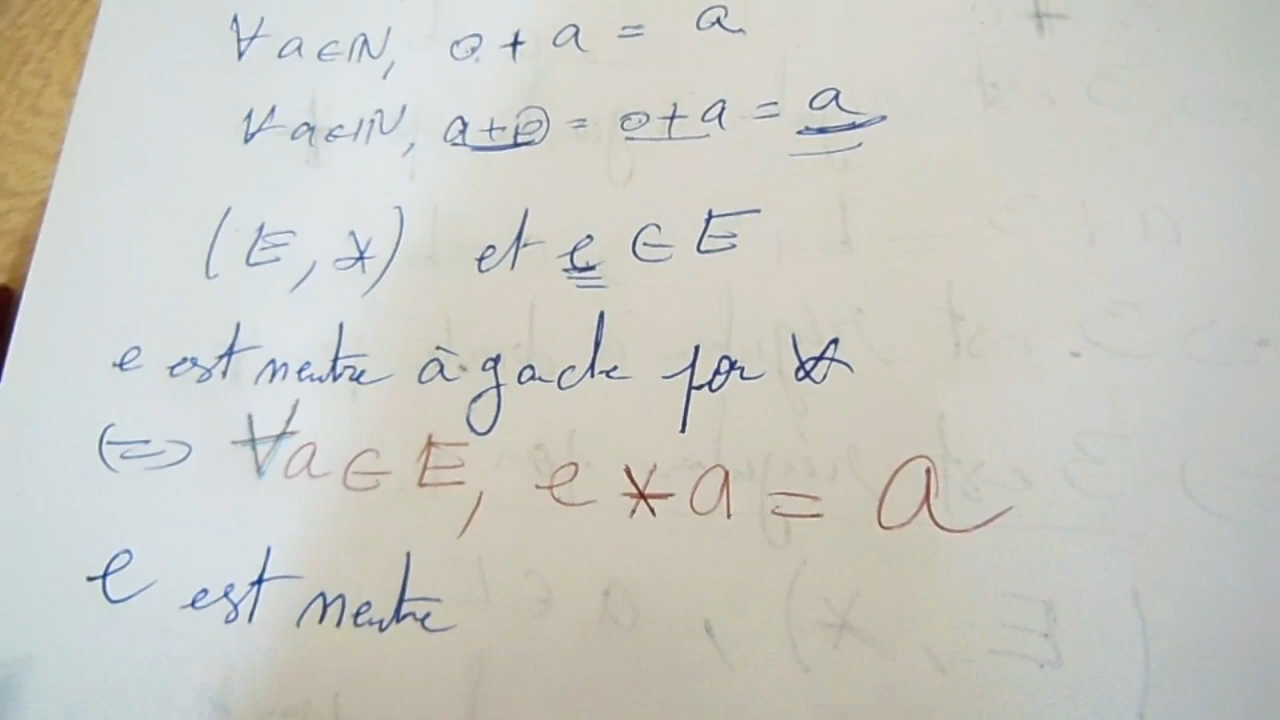 ∀a∈ℕ, 0 + a = a
∀a∈ℕ, a+0 = 0+a = a
(E, *) et e ∈ E
e est neutre à gauche pour *
⇔ ∀a ∈ E, e * a = a
e est neutre